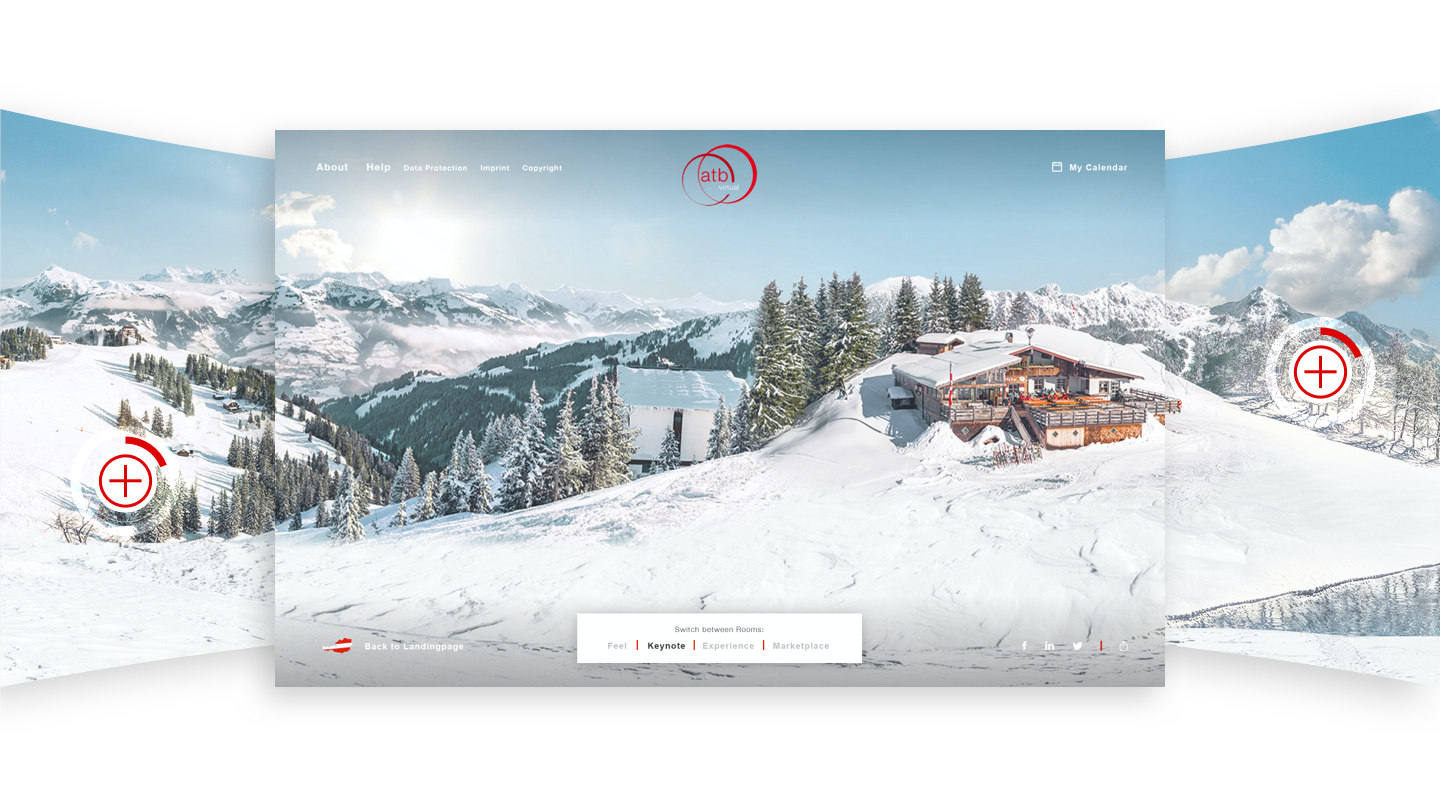 About Help Data Protection Imprint Copyright
atb
virtual
My Calendar
Switch between Rooms:
Feel | Keynote | Experience | Marketplace
Back to Landingpage
f in